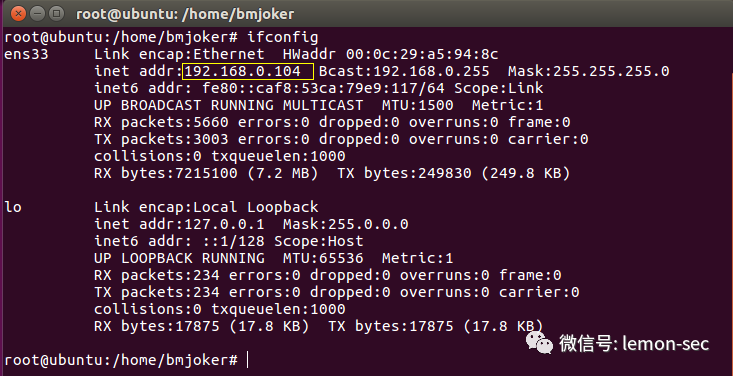 root@ubuntu: /home/bmjoker
root@ubuntu:/home/bmjoker# ifconfig
ens33     Link encap:Ethernet  HWaddr 00:0c:29:a5:94:8c
          inet addr:192.168.0.104  Bcast:192.168.0.255  Mask:255.255.255.0
          inet6 addr: fe80::caf8:53ca:79e9:117/64 Scope:Link
          UP BROADCAST RUNNING MULTICAST  MTU:1500  Metric:1
          RX packets:5660 errors:0 dropped:0 overruns:0 frame:0
          TX packets:3003 errors:0 dropped:0 overruns:0 carrier:0
          collisions:0 txqueuelen:1000
          RX bytes:7215100 (7.2 MB)  TX bytes:249830 (249.8 KB)
lo        Link encap:Local Loopback
          inet addr:127.0.0.1  Mask:255.0.0.0
          inet6 addr: ::1/128 Scope:Host
          UP LOOPBACK RUNNING  MTU:65536  Metric:1
          RX packets:234 errors:0 dropped:0 overruns:0 frame:0
          TX packets:234 errors:0 dropped:0 overruns:0 carrier:0
          collisions:0 txqueuelen:1000
          RX bytes:17875 (17.8 KB)  TX bytes:17875 (17.8 KB)
微信号: lemon-sec
root@ubuntu:/home/bmjoker#